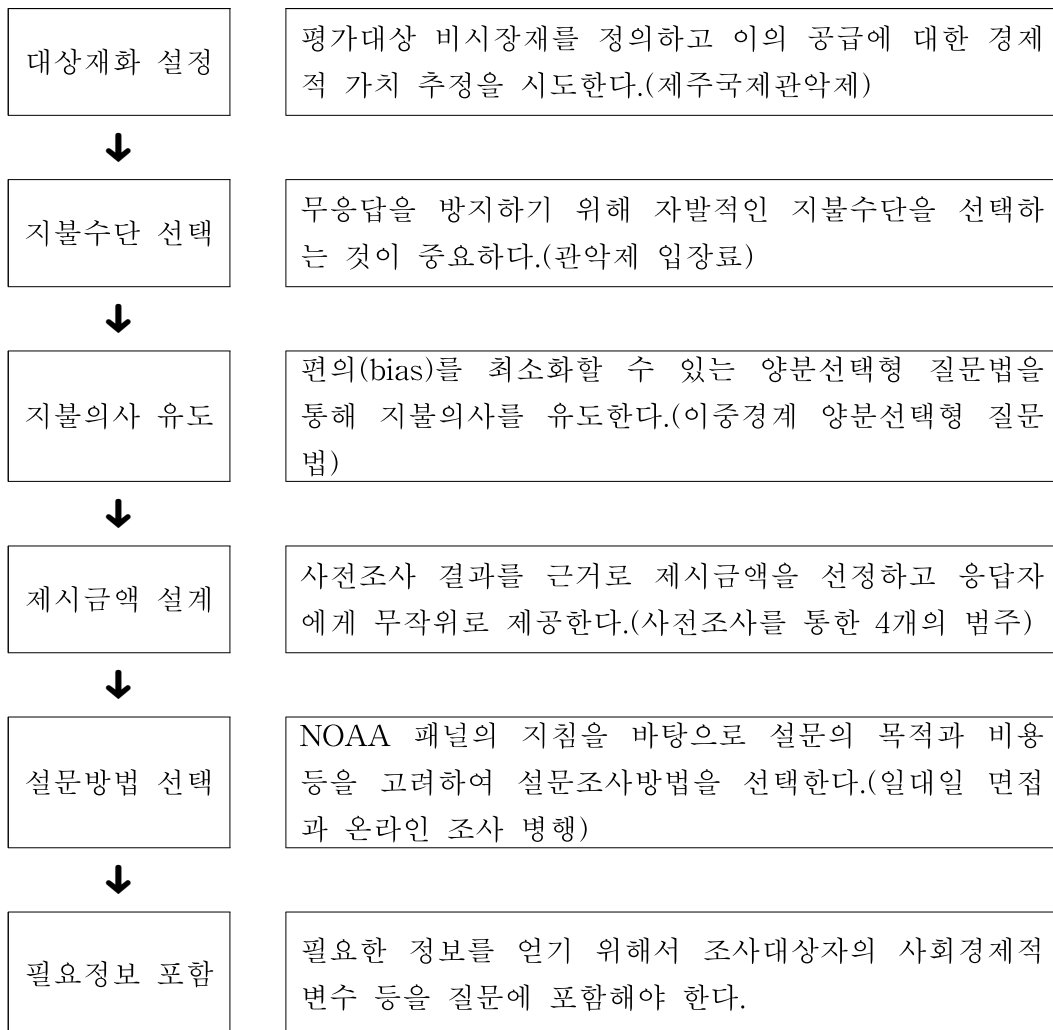 대상재화 설정
평가대상 비시장재를 정의하고 이의 공급에 대한 경제
적 가치 추정을 시도한다.(제주국제관악제)
지불수단 선택
무응답을 방지하기 위해 자발적인 지불수단을 선택하
는 것이 중요하다.(관악제 입장료)
지불의사 유도
편의(bias)를 최소화할 수 있는 양분선택형 질문법을
통해 지불의사를 유도한다.(이중경계 양분선택형 질문
법)
제시금액 설계
사전조사 결과를 근거로 제시금액을 선정하고 응답자
에게 무작위로 제공한다.(사전조사를 통한 4개의 범주)
설문방법 선택
NOAA 패널의 지침을 바탕으로 설문의 목적과 비용
등을 고려하여 설문조사방법을 선택한다.(일대일 면접
과 온라인 조사 병행)
필요정보 포함
필요한 정보를 얻기 위해서 조사대상자의 사회경제적
변수 등을 질문에 포함해야 한다.